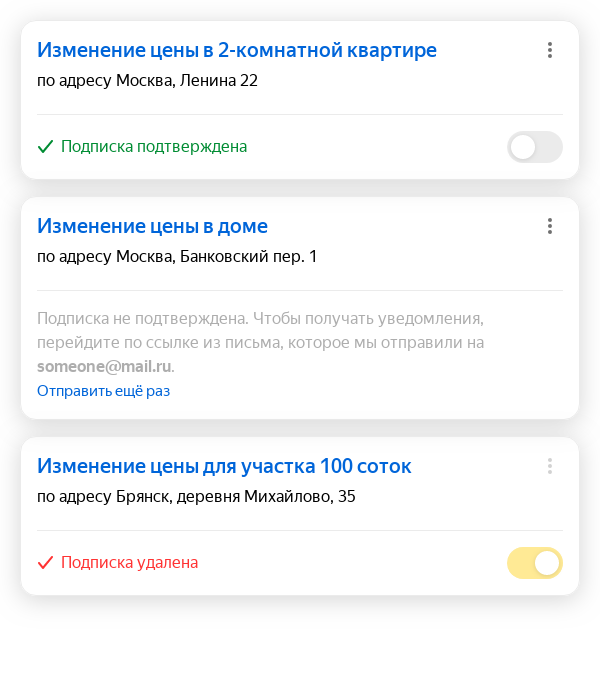 Изменение цены в 2-комнатной квартире
по адресу Москва, Ленина 22
Подписка подтверждена
Изменение цены в доме
по адресу Москва, Банковский пер. 1
Подписка не подтверждена. Чтобы получать уведомления,
перейдите по ссылке из письма, которое мы отправили на
someone@mail.ru.
Отправить ещё раз
Изменение цены для участка 100 соток
по адресу Брянск, деревня Михайлово, 35
Подписка удалена